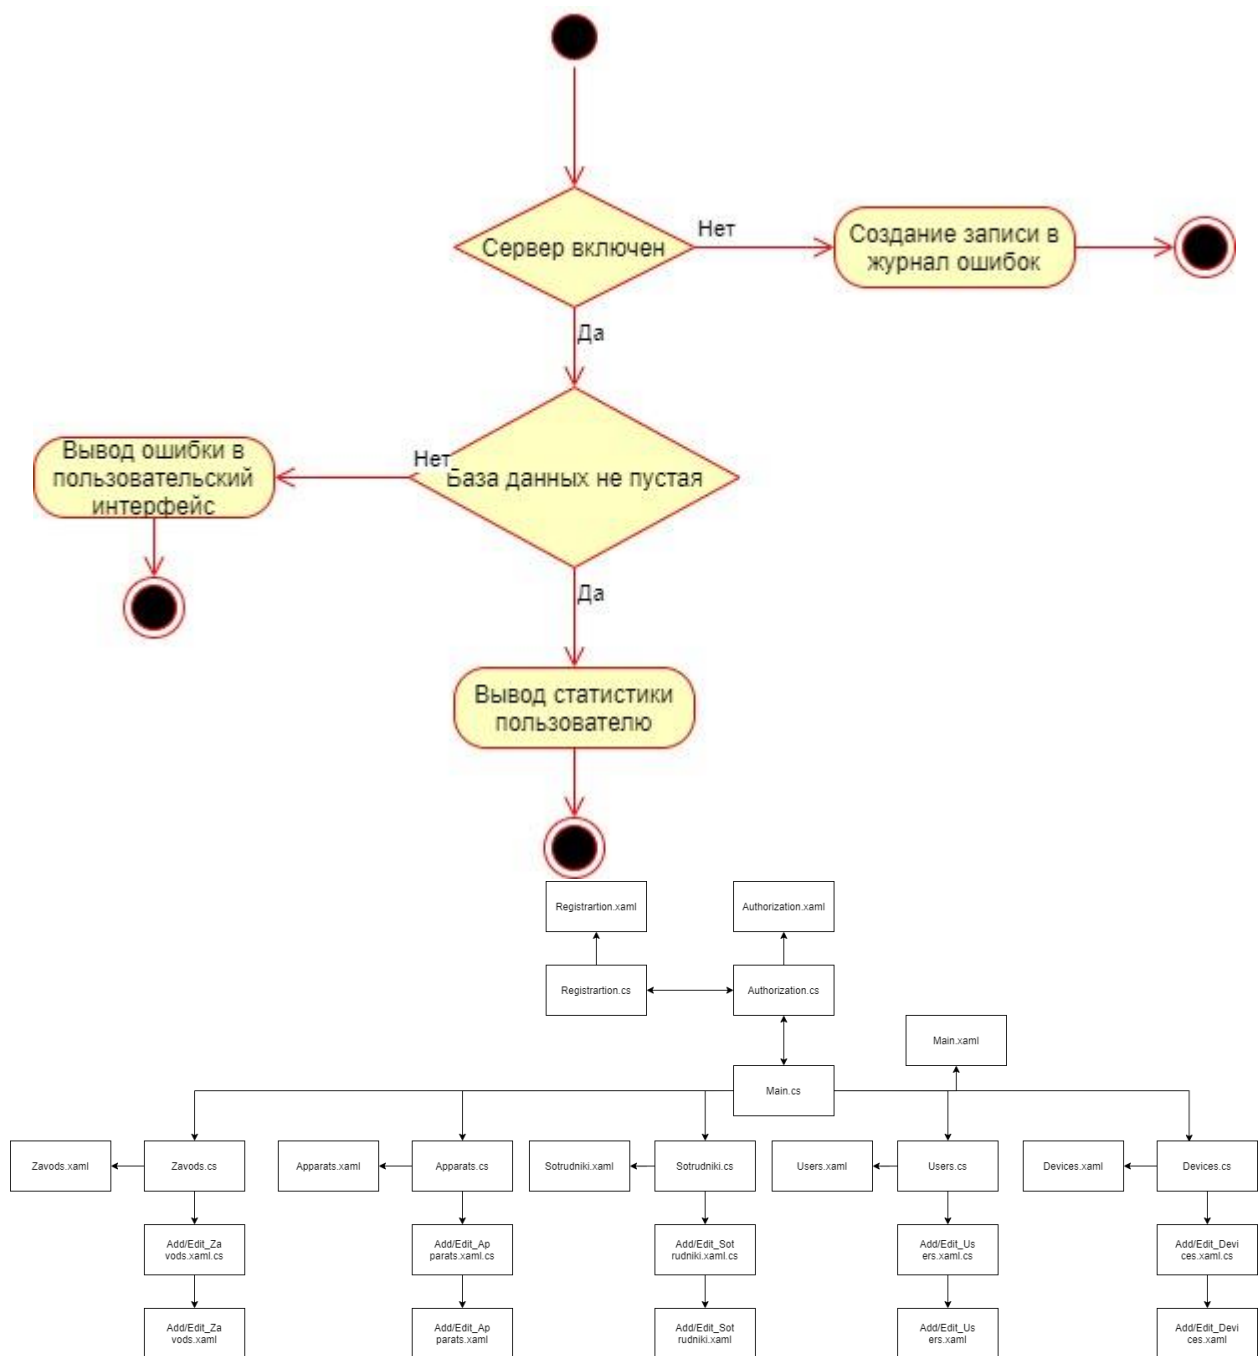 Сервер включен
Нет
Создание записи в
журнал ошибок
Да
Вывод ошибки в
пользовательский
интерфейс
Нет
База данных не пустая
Да
Вывод статистики
пользователю
Registrartion.xaml
Authorization.xaml
Registrartion.cs
Authorization.cs
Main.xaml
Main.cs
Zavods.xaml
Zavods.cs
Apparats.xaml
Apparats.cs
Sotrudniki.xaml
Sotrudniki.cs
Users.xaml
Users.cs
Devices.xaml
Devices.cs
Add/Edit_Za
vods.xaml.cs
Add/Edit_Ap
parats.xaml.cs
Add/Edit_Sot
rudniki.xaml.cs
Add/Edit_Us
ers.xaml.cs
Add/Edit_Devi
ces.xaml.cs
Add/Edit_Za
vods.xaml
Add/Edit_Ap
parats.xaml
Add/Edit_Sot
rudniki.xaml
Add/Edit_Us
ers.xaml
Add/Edit_Devi
ces.xaml